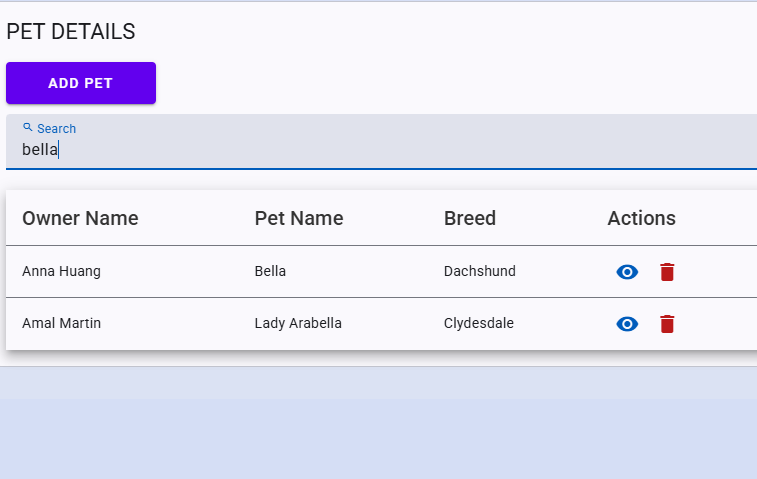 PET DETAILS
ADD PET
Search
bella
Owner Name Pet Name Breed Actions
Anna Huang Bella Dachshund
Amal Martin Lady Arabella Clydesdale